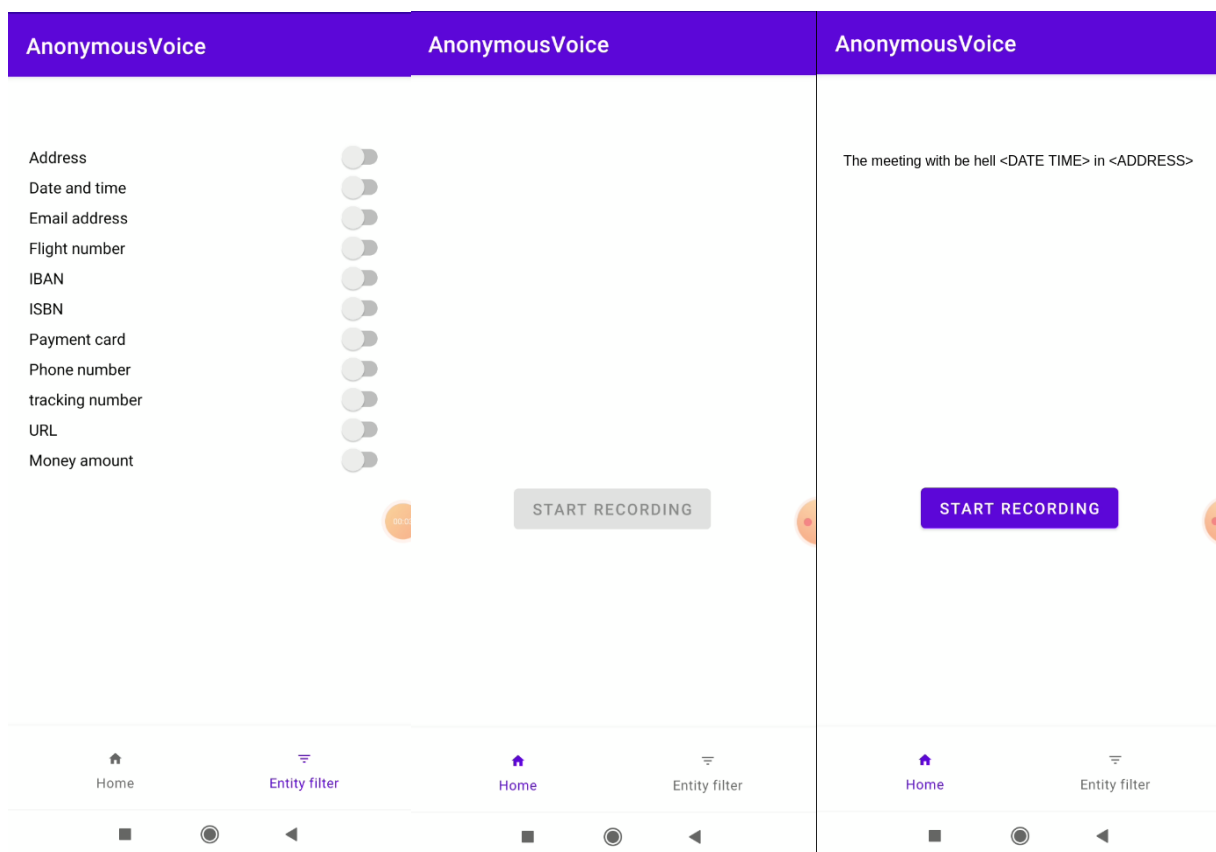 AnonymousVoice
Address
Date and time
Email address
Flight number
IBAN
ISBN
Payment card
Phone number
tracking number
URL
Money amount
Home
Entity filter
AnonymousVoice
START RECORDING
Home
Entity filter
AnonymousVoice
The meeting with be hell <DATE TIME> in <ADDRESS>
START RECORDING
Home
Entity filter